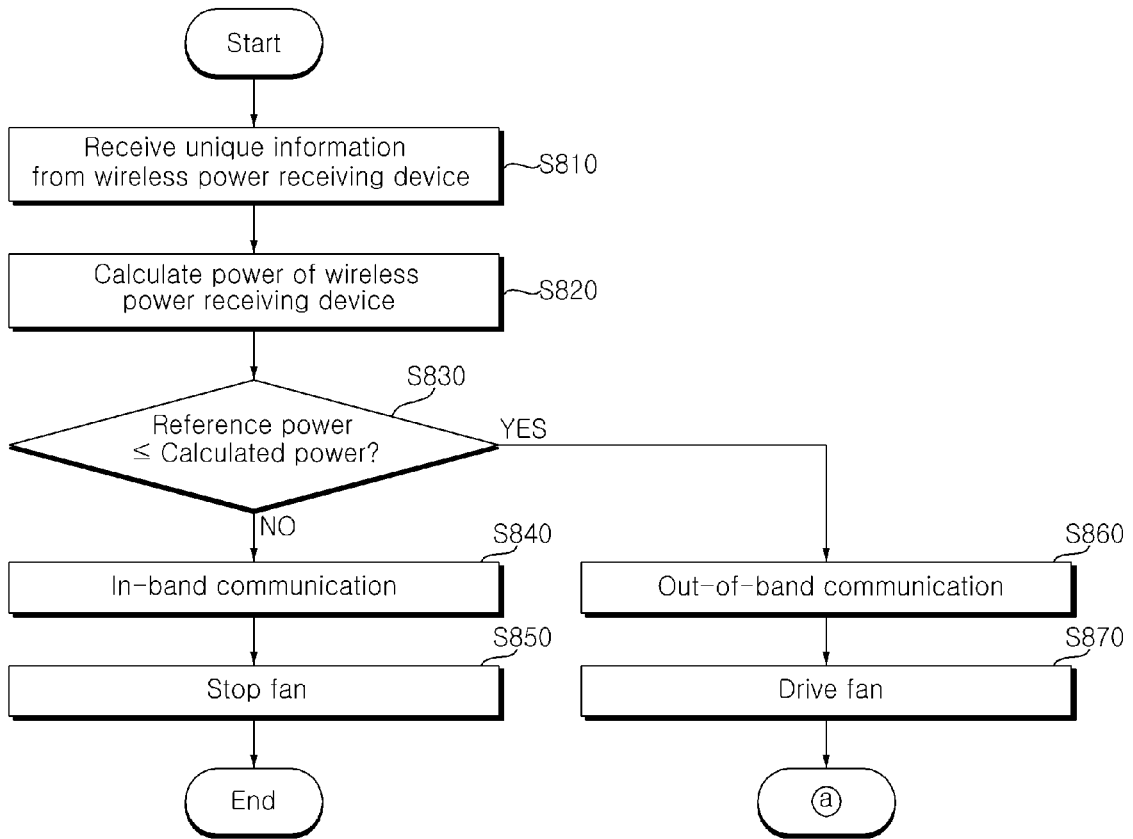 Start
Receive unique information
from wireless power receiving device
S810
Calculate power of wireless
power receiving device
S820
S830
Reference power
≤ Calculated power?
YES
NO
S840
In-band communication
S860
Out-of-band communication
S850
Stop fan
S870
Drive fan
End
ⓐ